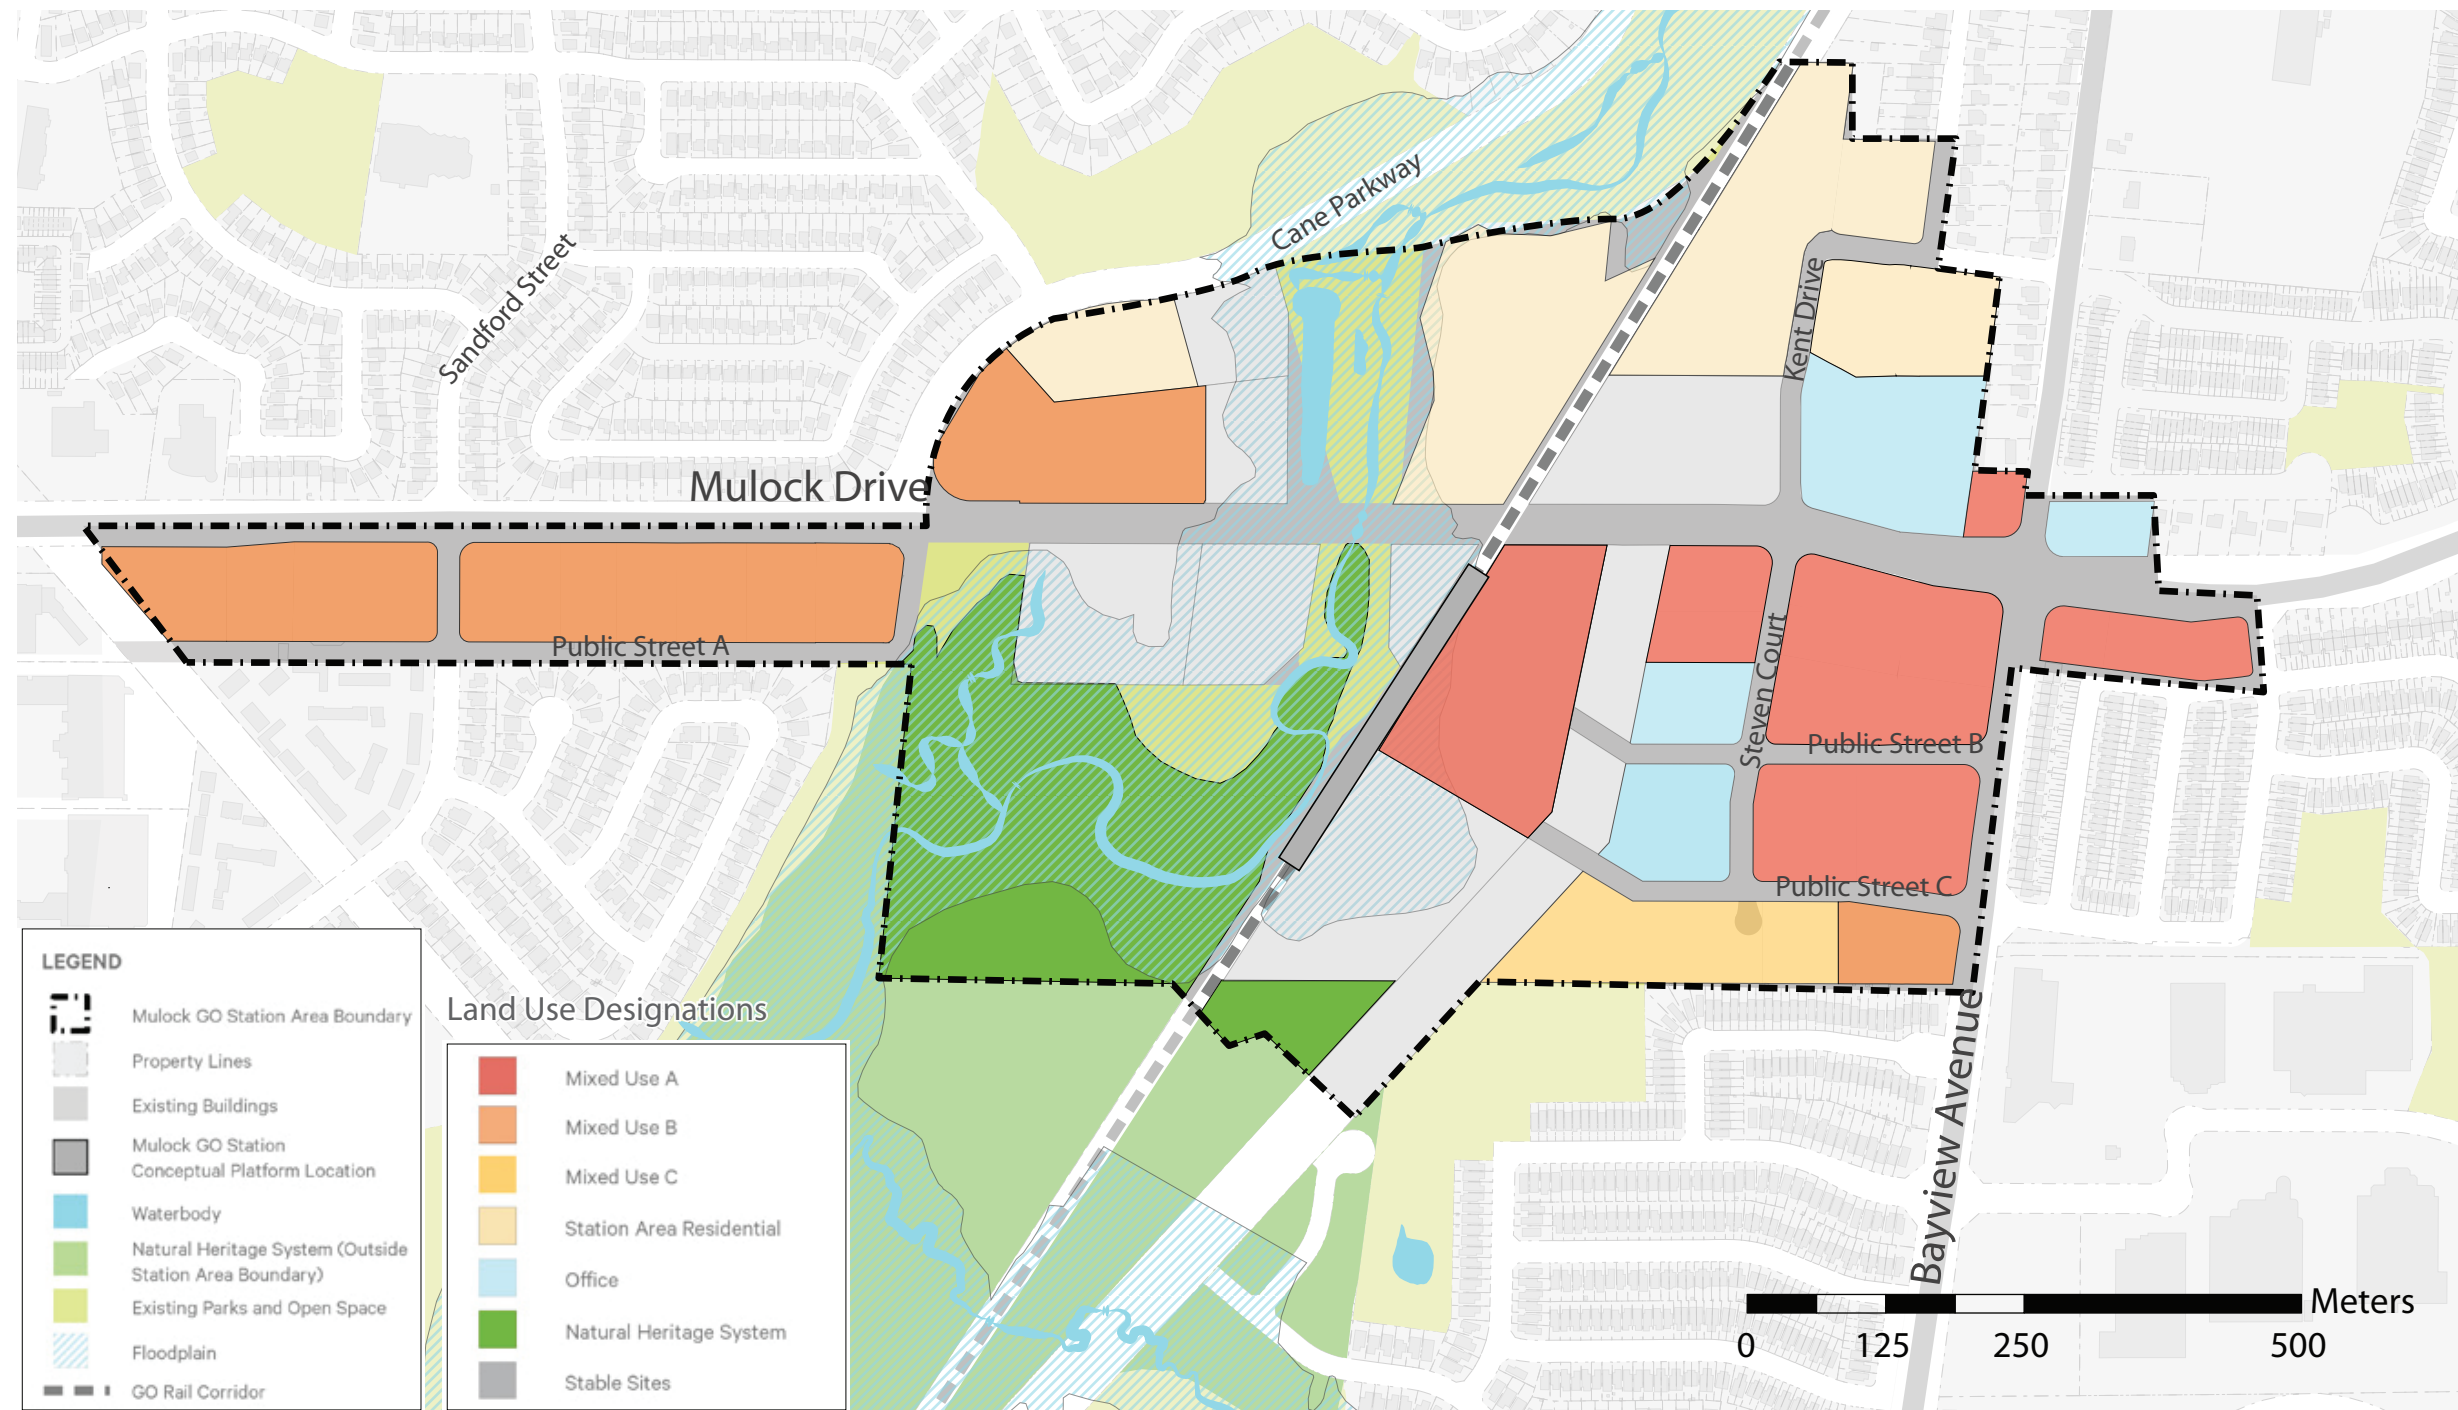 Cane Parkway
Sandford Street
Kent Drive
Mulock Drive
Public Street A
Steven Court
Public Street B
Public Street C
Bayview Avenue
LEGEND
Mulock GO Station Area Boundary
Property Lines
Existing Buildings
Mulock GO Station
Conceptual Platform Location
Waterbody
Natural Heritage System (Outside
Station Area Boundary)
Existing Parks and Open Space
Floodplain
GO Rail Corridor
Land Use Designations
Mixed Use A
Mixed Use B
Mixed Use C
Station Area Residential
Office
Natural Heritage System
Stable Sites
Meters
0 125 250 500